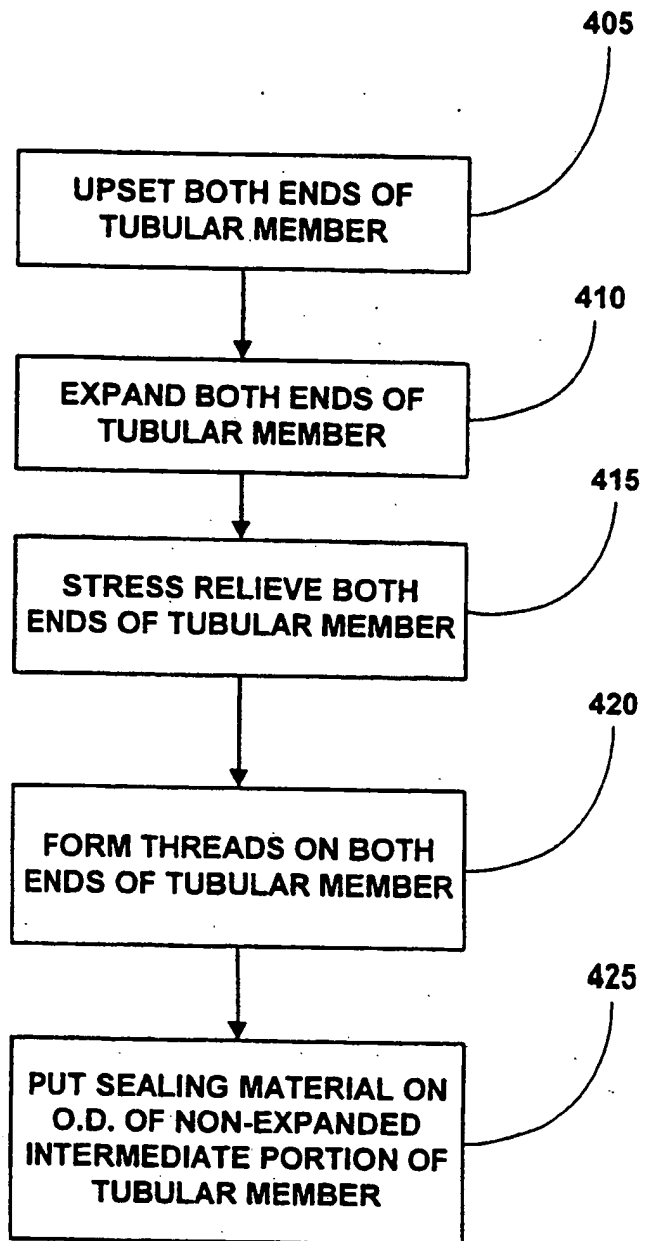 405
UPSET BOTH ENDS OF
TUBULAR MEMBER
410
EXPAND BOTH ENDS OF
TUBULAR MEMBER
415
STRESS RELIEVE BOTH
ENDS OF TUBULAR MEMBER
420
FORM THREADS ON BOTH
ENDS OF TUBULAR MEMBER
425
PUT SEALING MATERIAL ON
O.D. OF NON-EXPANDED
INTERMEDIATE PORTION OF
TUBULAR MEMBER